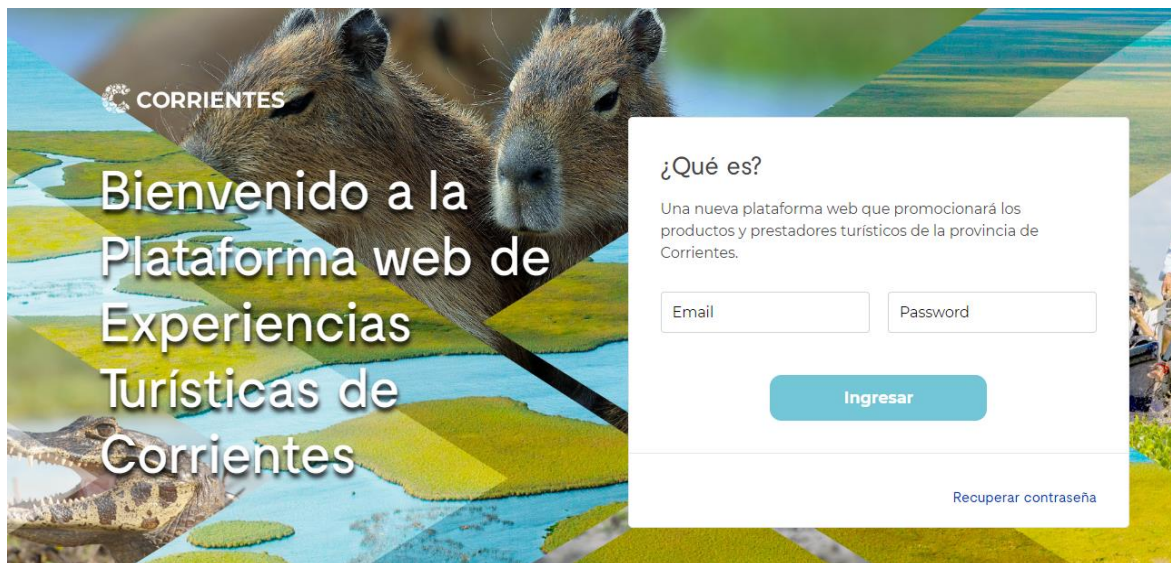 CORRIENTES
Bienvenido a la
Plataforma web de
Experiencias
Turísticas de
Corrientes
¿Qué es?
Una nueva plataforma web que promocionará los
productos y prestadores turísticos de la provincia de
Corrientes.
Email
Password
Ingresar
Recuperar contraseña